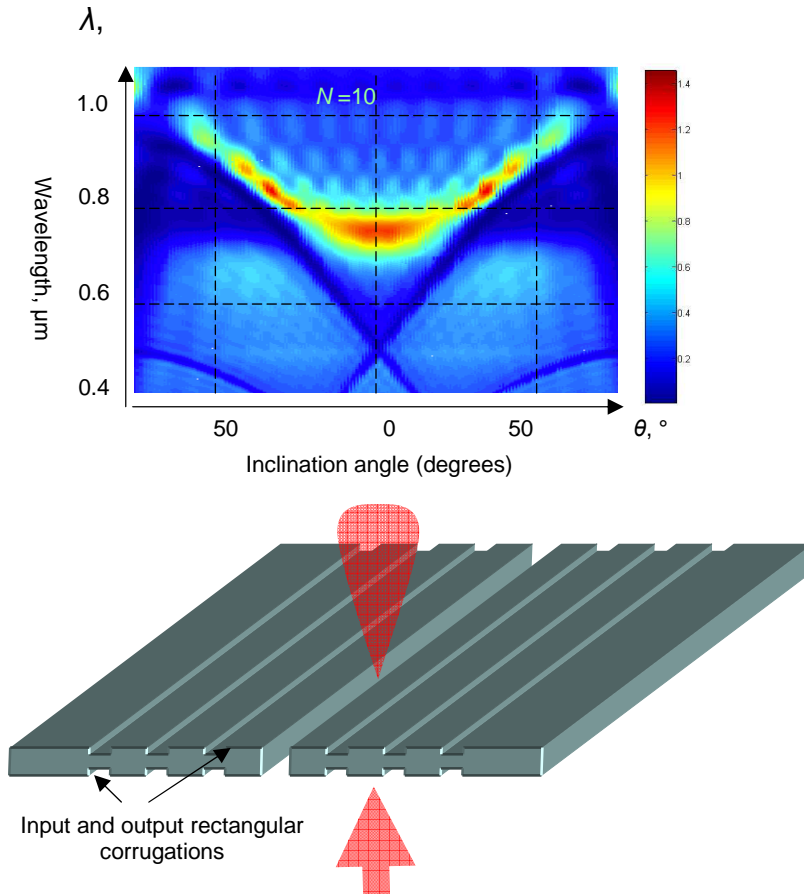 λ,
N =10
1.0
0.8
0.6
0.4
Wavelength, μm
50 0 50 θ, °
Inclination angle (degrees)
1.4
1.2
1
0.8
0.6
0.4
0.2
Input and output rectangular
corrugations